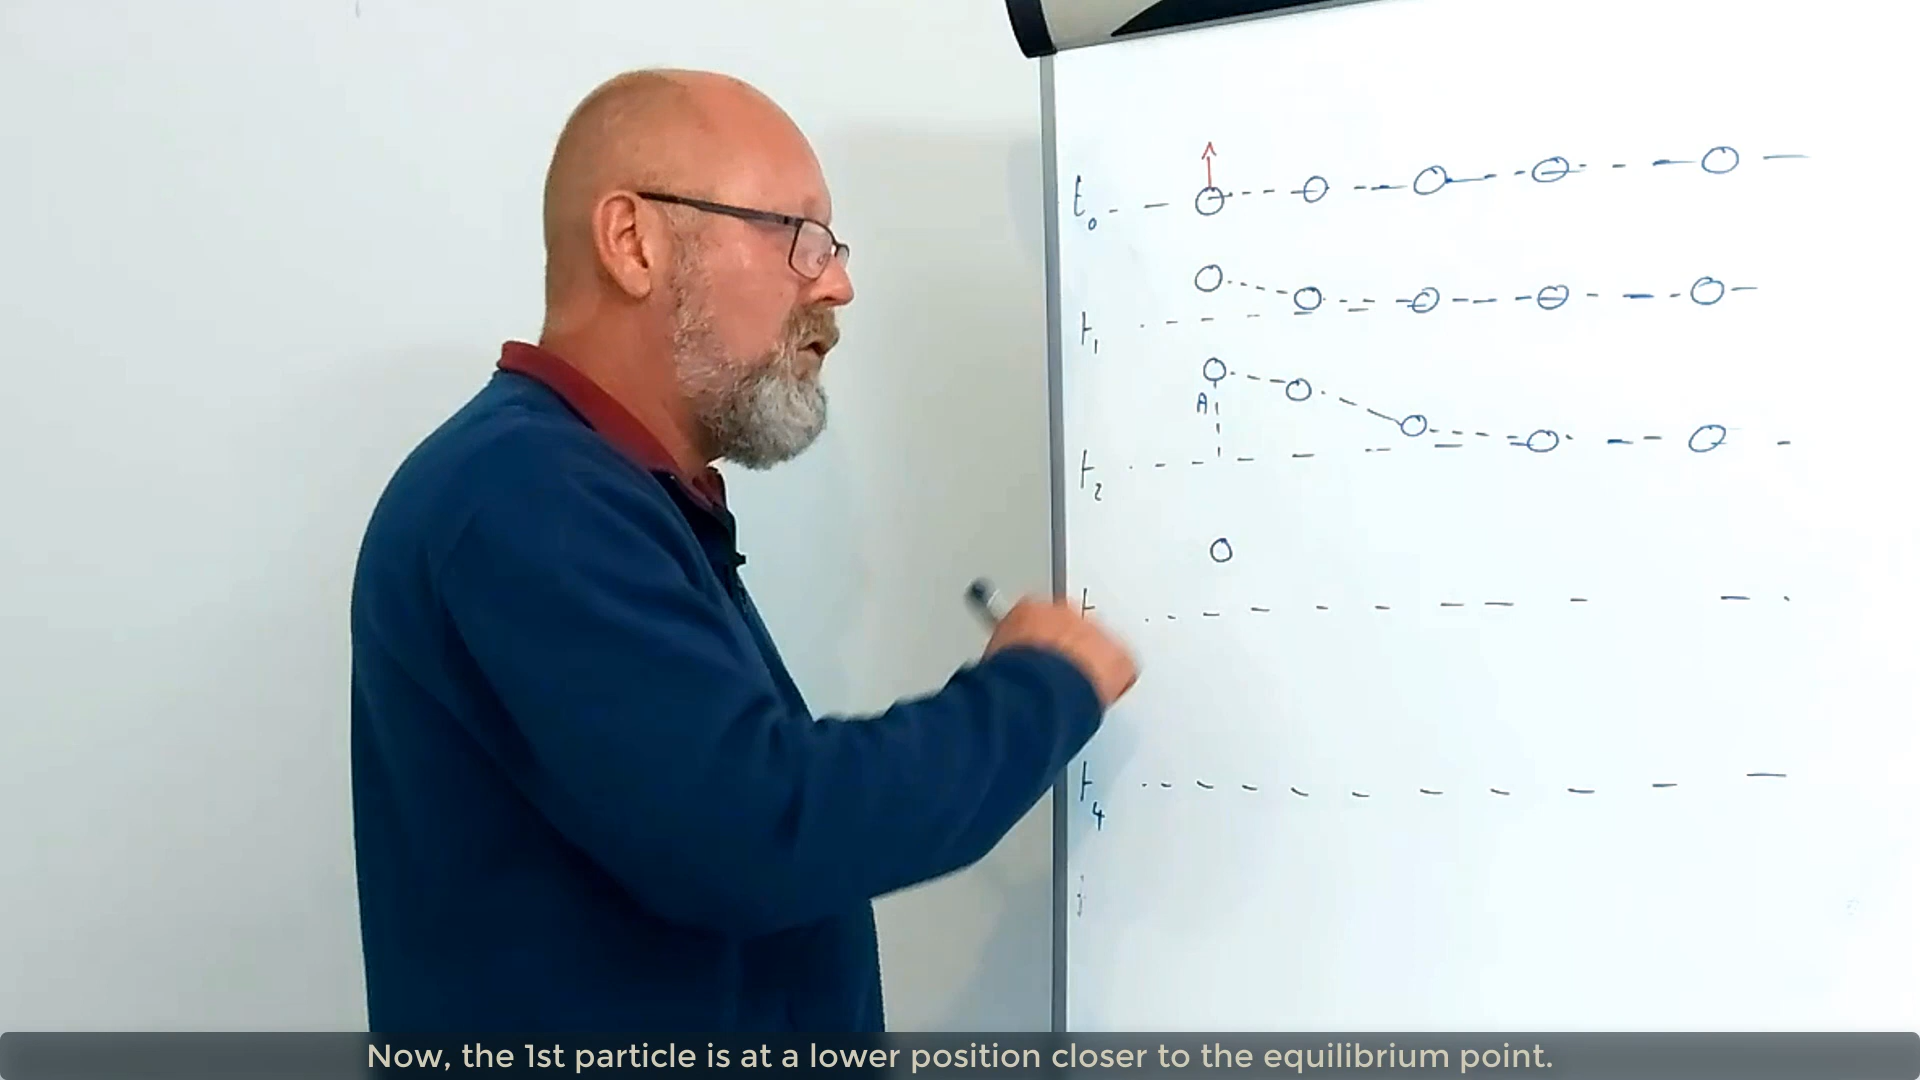 t₀
t₁
A
t₂
t
t₄
Now, the 1st particle is at a lower position closer to the equilibrium point.